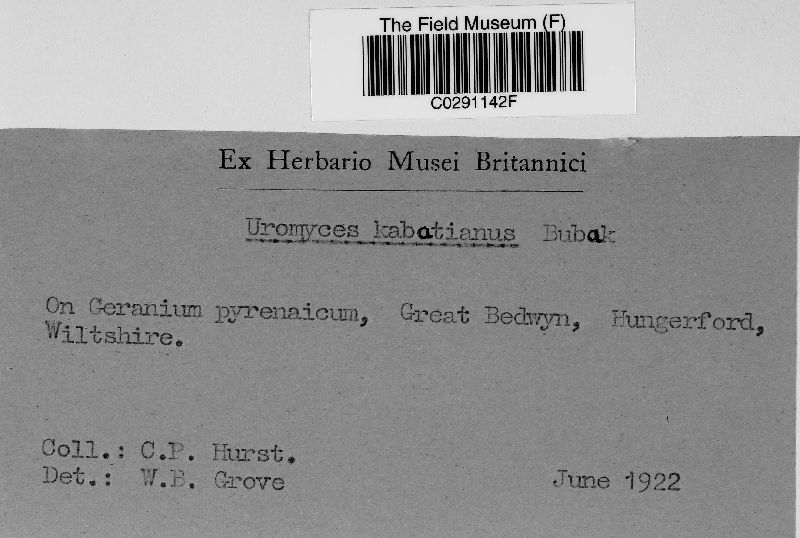 The Field Museum (F)
C0291142F
Ex Herbario Musei Britannici
Uromyces kabatianus Bubak
On Geranium pyrenaicum, Great Bedwyn, Hungerford,
Wiltshire.
Coll.: C.P. Hurst.
Det.: W.B. Grove June 1922